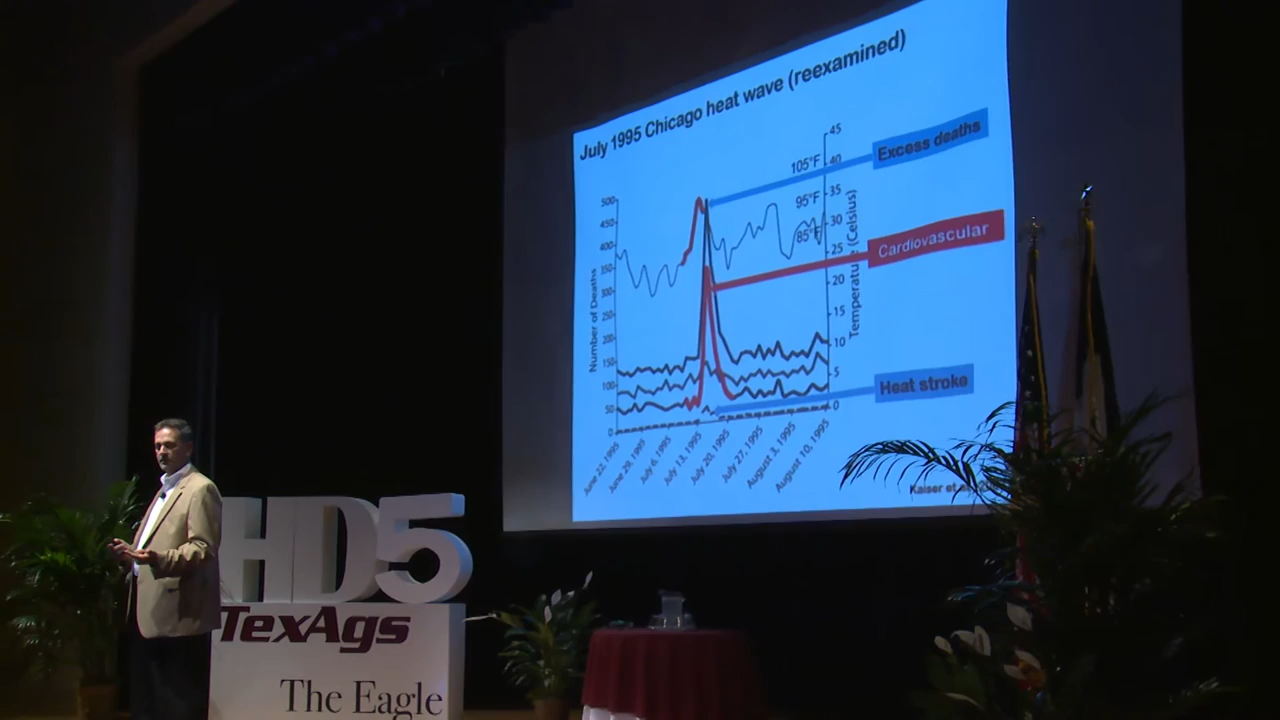 July 1995 Chicago heat wave (reexamined)
Excess deaths
Cardiovascular
Heat stroke
Number of Deaths
500
450
400
350
300
250
200
150
100
50
0
105°F
95°F
85°F
45
40
35
30
25
20
15
10
5
0
Temperature (Celsius)
June 22, 1995
June 29, 1995
July 6, 1995
July 13, 1995
July 20, 1995
July 27, 1995
August 3, 1995
August 10, 1995
Kaiser et
HD5
TexAgs
The Eagle